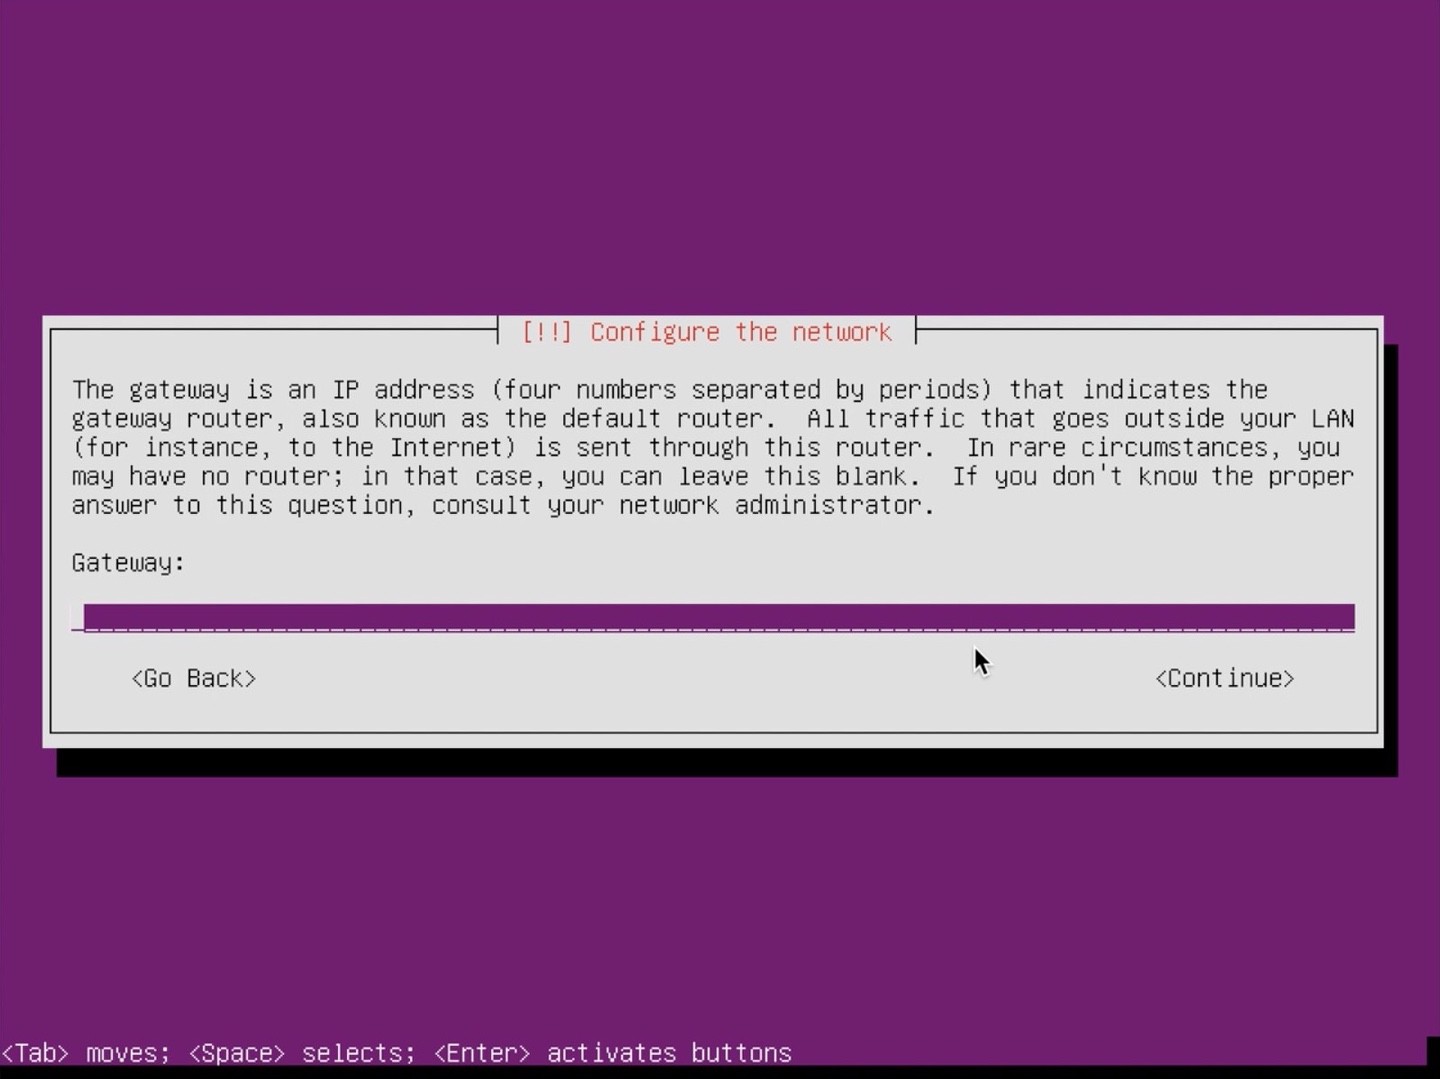 [!!] Configure the network
The gateway is an IP address (four numbers separated by periods) that indicates the
gateway router, also known as the default router.  All traffic that goes outside your LAN
(for instance, to the Internet) is sent through this router.  In rare circumstances, you
may have no router; in that case, you can leave this blank.  If you don't know the proper
answer to this question, consult your network administrator.
Gateway:
<Go Back> <Continue>
<Tab> moves; <Space> selects; <Enter> activates buttons